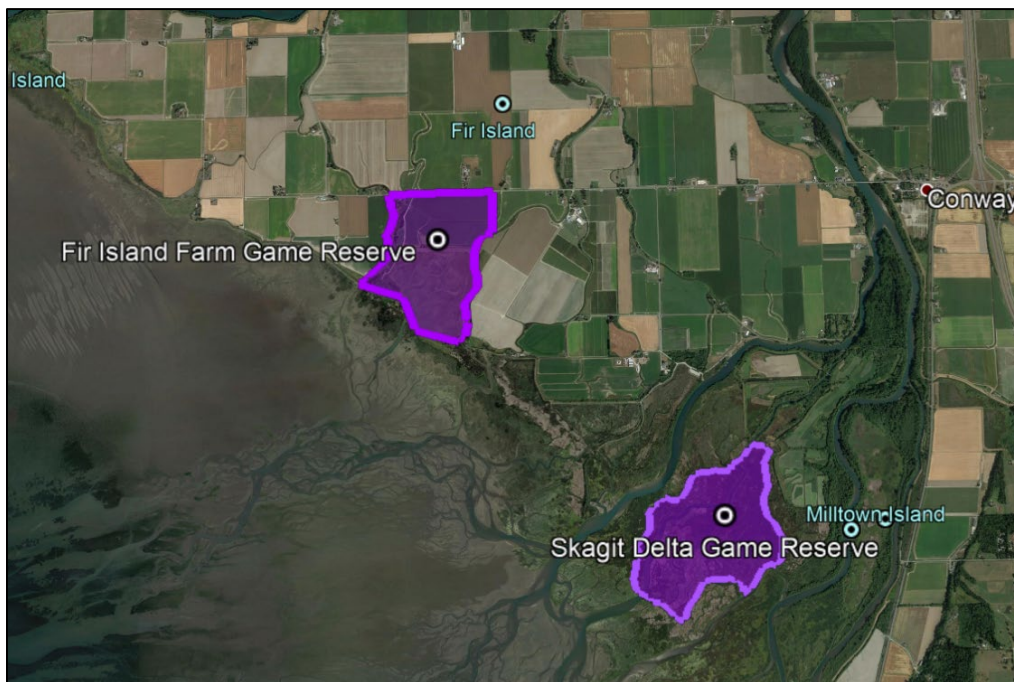 Island
Fir Island
Conway
Fir Island Farm Game Reserve
Milltown Island
Skagit Delta Game Reserve